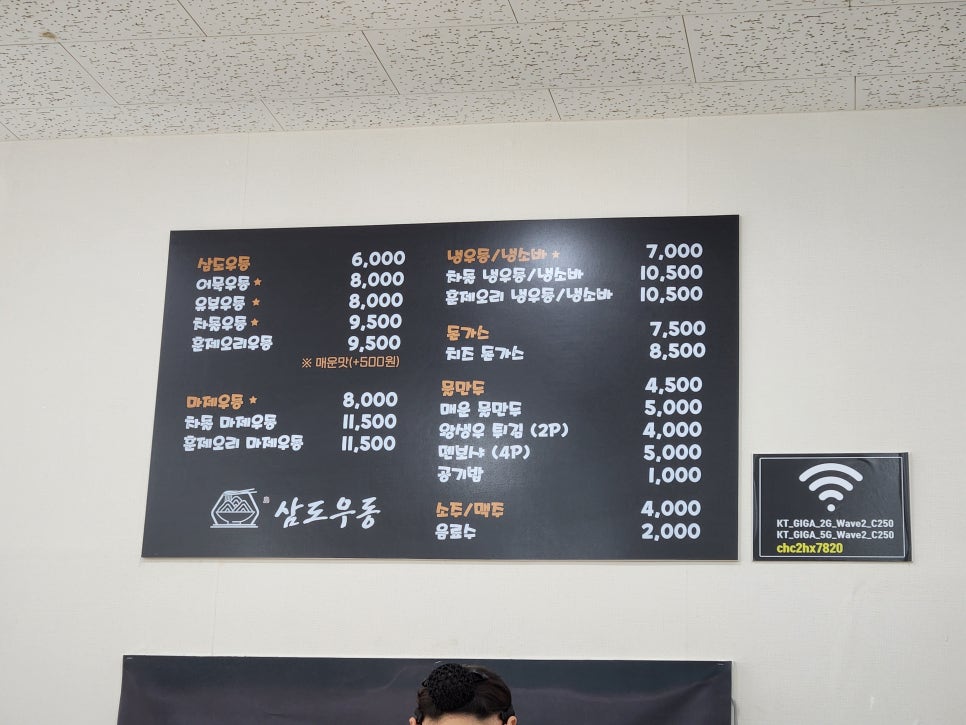 삼도우동 6,000
어묵우동★ 8,000
유부우동★ 8,000
차돌우동★ 9,500
훈제오리우동 9,500
※ 매운맛(+500원)
마제우동★ 8,000
차돌 마제우동 11,500
훈제오리 마제우동 11,500
삼도우동
냉우동/냉소바★ 7,000
차돌 냉우동/냉소바 10,500
훈제오리 냉우동/냉소바 10,500
돈가스 7,500
치즈 돈가스 8,500
물만두 4,500
매운 물만두 5,000
왕새우 튀김 (2P) 4,000
멘보샤 (4P) 5,000
공기밥 1,000
소주/맥주 4,000
음료수 2,000
KT_GIGA_2G_Wave2_C250
KT_GIGA_5G_Wave2_C250
chc2hx7820